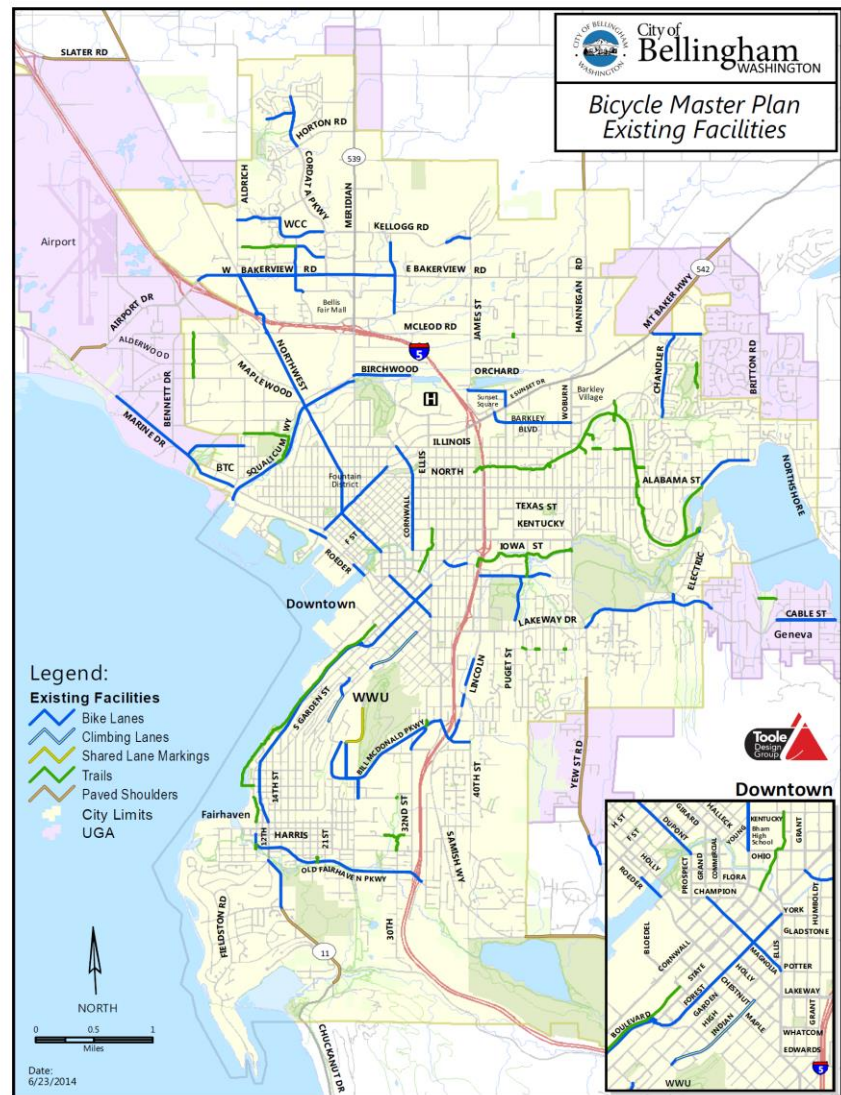 CITY OF BELLINGHAM
WASHINGTON
City of
Bellingham
WASHINGTON
Bicycle Master Plan
Existing Facilities
SLATER RD
HORTON RD
CORDATA PKWY
539
ALDRICH
MERIDIAN
WCC
KELLOGG RD
Airport
W BAKERVIEW RD
E BAKERVIEW RD
HANNEGAN RD
542
MT BAKER HWY
AIRPORT DR
Bellis
Fair Mall
JAMES ST
MCLEOD RD
ALDERWOOD
5
NORTHWEST
MAPLEWOOD
BIRCHWOOD
ORCHARD
CHANDLER
BRITTON RD
BENNETT DR
H
E SUNSET DR
Sunset
Square
WOBURN
Barkley
Village
BARKLEY
BLVD
MARINE DR
SQUALICUM WY
ILLINOIS
BTC
ELLIS
NORTH
ALABAMA ST
NORTHSHORE
Fountain
District
CORNWALL
TEXAS ST
KENTUCKY
F ST
ROEDER
IOWA ST
ELECTRIC
Downtown
LAKEWAY DR
CABLE ST
Geneva
LINCOLN
PUGET ST
S GARDEN ST
WWU
BILL MCDONALD PKWY
YEW ST RD
14TH ST
32ND ST
40TH ST
Fairhaven
12TH
HARRIS
21ST
SAMISH WY
OLD FAIRHAVEN PKWY
FIELDSTON RD
30TH
11
CHUCKANUT DR
Legend:
Existing Facilities
Bike Lanes
Climbing Lanes
Shared Lane Markings
Trails
Paved Shoulders
City Limits
UGA
NORTH
0 0.5 1
Miles
Date:
6/23/2014
Toole
Design
Group
Downtown
H ST
F ST
GIRARD
HALLECK
DUPONT
YOUNG
KENTUCKY
Bham
High
School
GRANT
OHIO
HOLLY
ROEDER
PROSPECT
GRAND
COMMERCIAL
FLORA
CHAMPION
YORK
HUMBOLDT
GLADSTONE
BLOEDEL
CORNWALL
ELLIS
MAGNOLIA
POTTER
STATE
HOLLY
CHESTNUT
LAKEWAY
FOREST
GARDEN
HIGH
INDIAN
MAPLE
GRANT
BOULEVARD
WHATCOM
EDWARDS
WWU
5